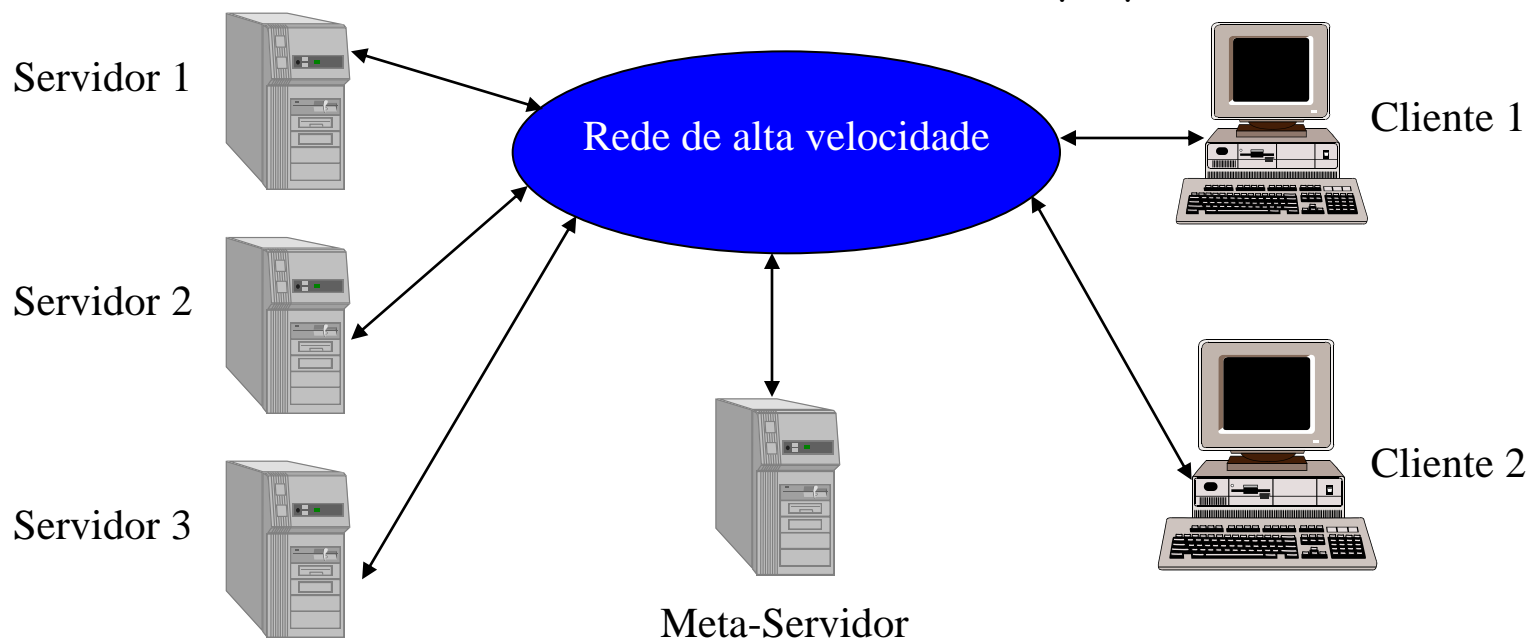 Servidor 1
Rede de alta velocidade
Cliente 1
Servidor 2
Servidor 3
Cliente 2
Meta-Servidor